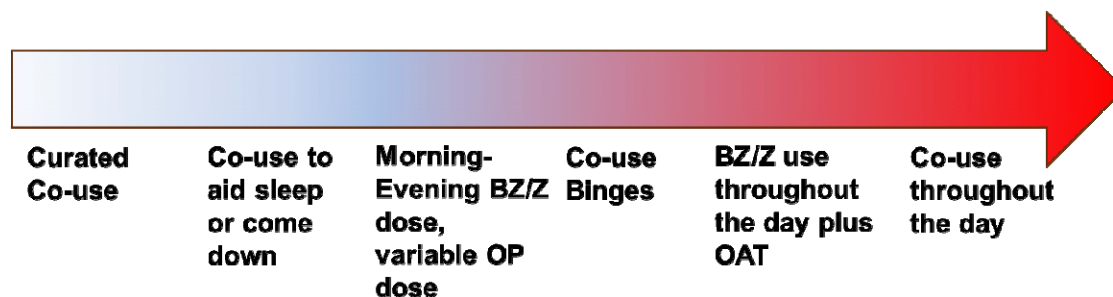 Curated
Co-use
Co-use to
aid sleep
or come
down
Morning-
Evening BZ/Z
dose,
variable OP
dose
Co-use
Binges
BZ/Z use
throughout
the day plus
OAT
Co-use
throughout
the day